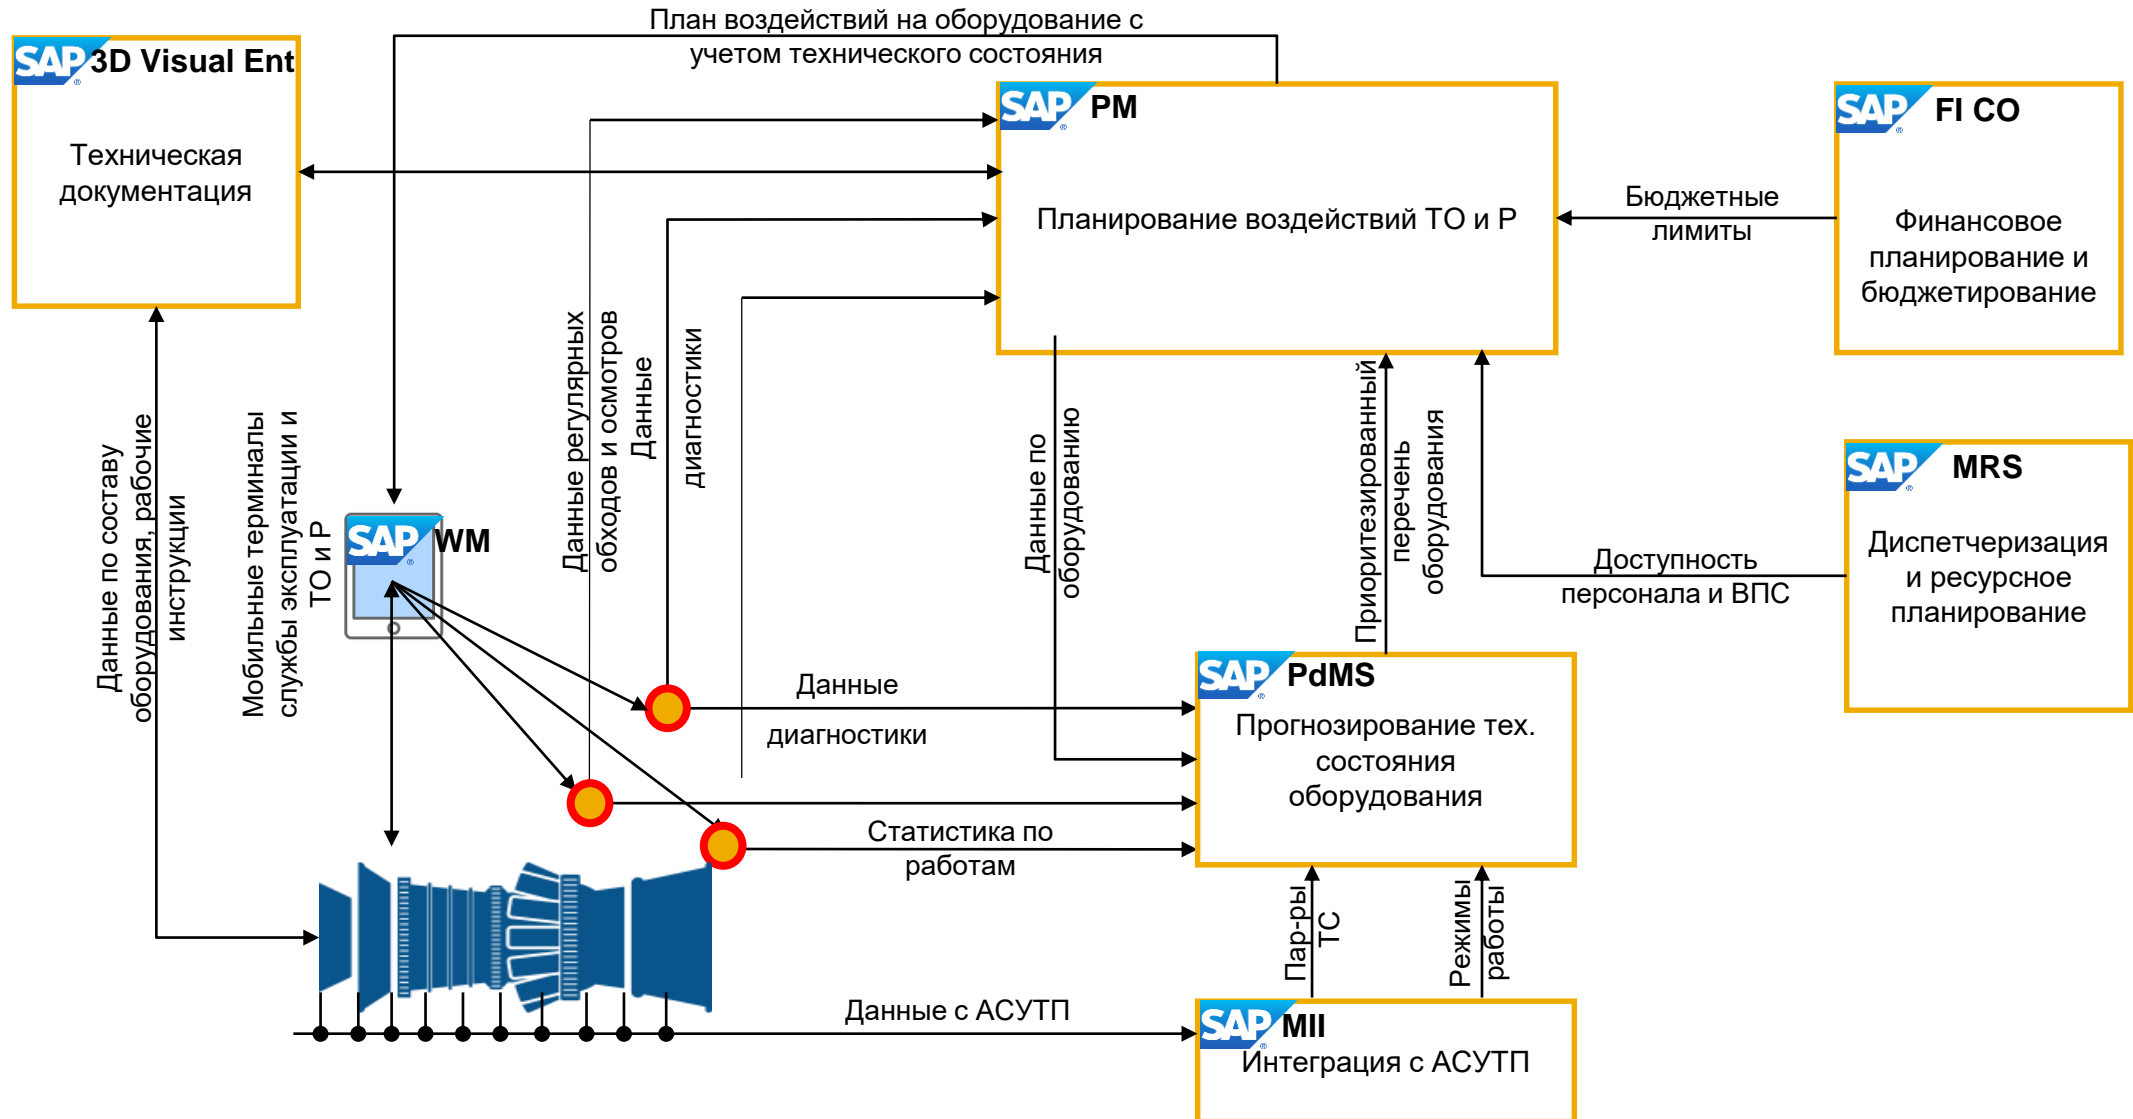 План воздействий на оборудование с
учетом технического состояния
SAP 3D Visual Ent
Техническая
документация
SAP PM
Планирование воздействий ТО и Р
SAP FI CO
Финансовое
планирование и
бюджетирование
Бюджетные
лимиты
Данные по составу
оборудования, рабочие
инструкции
Мобильные терминалы
службы эксплуатации и
ТО и Р
SAP WM
Данные регулярных
обходов и осмотров
Данные
диагностики
Данные по
оборудованию
Приоритезированный
перечень
оборудования
SAP MRS
Диспетчеризация
и ресурсное
планирование
Доступность
персонала и ВПС
Данные
диагностики
SAP PdMS
Прогнозирование тех.
состояния
оборудования
Статистика по
работам
Пар-ры
ТС
Режимы
работы
Данные с АСУТП
SAP MII
Интеграция с АСУТП